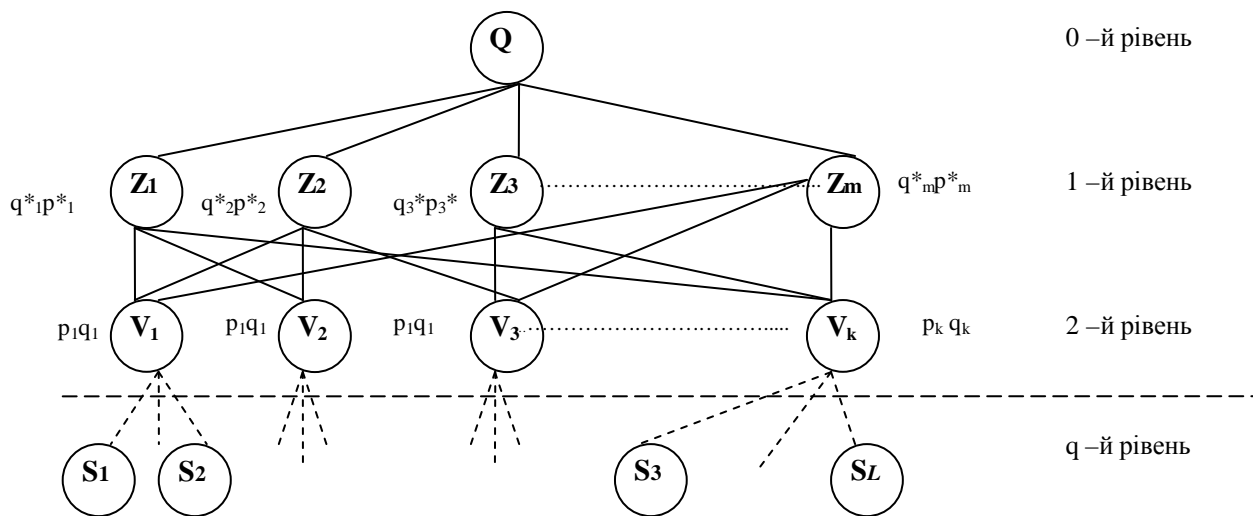 Q 0 –й рівень
Z1 Z2 Z3 Zm 1 –й рівень
q*1p*1 q*2p*2 q3*p3* q*mp*m
V1 V2 V3 Vk 2 –й рівень
p1q1 p1q1 p1q1 pk qk
q –й рівень
S1 S2 S3 SL